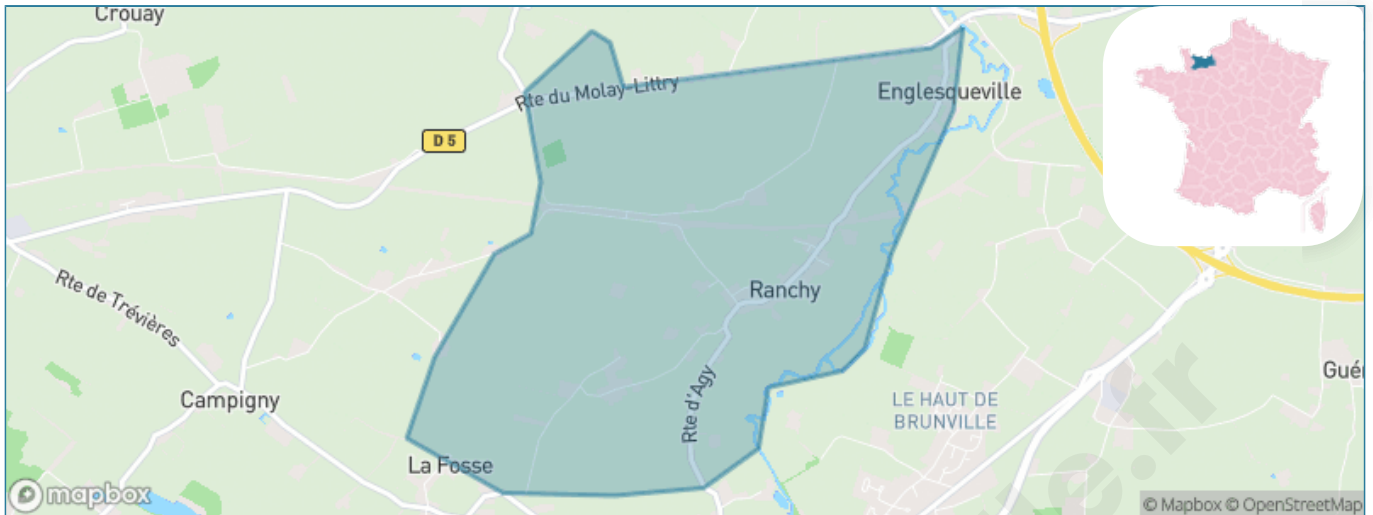 Crouay
Rte du Molay-Littry
Englesqueville
D 5
Rte de Trévières
Ranchy
Campigny
Rte d'Agy
LE HAUT DE
BRUNVILLE
La Fosse
mapbox
© Mapbox © OpenStreetMap